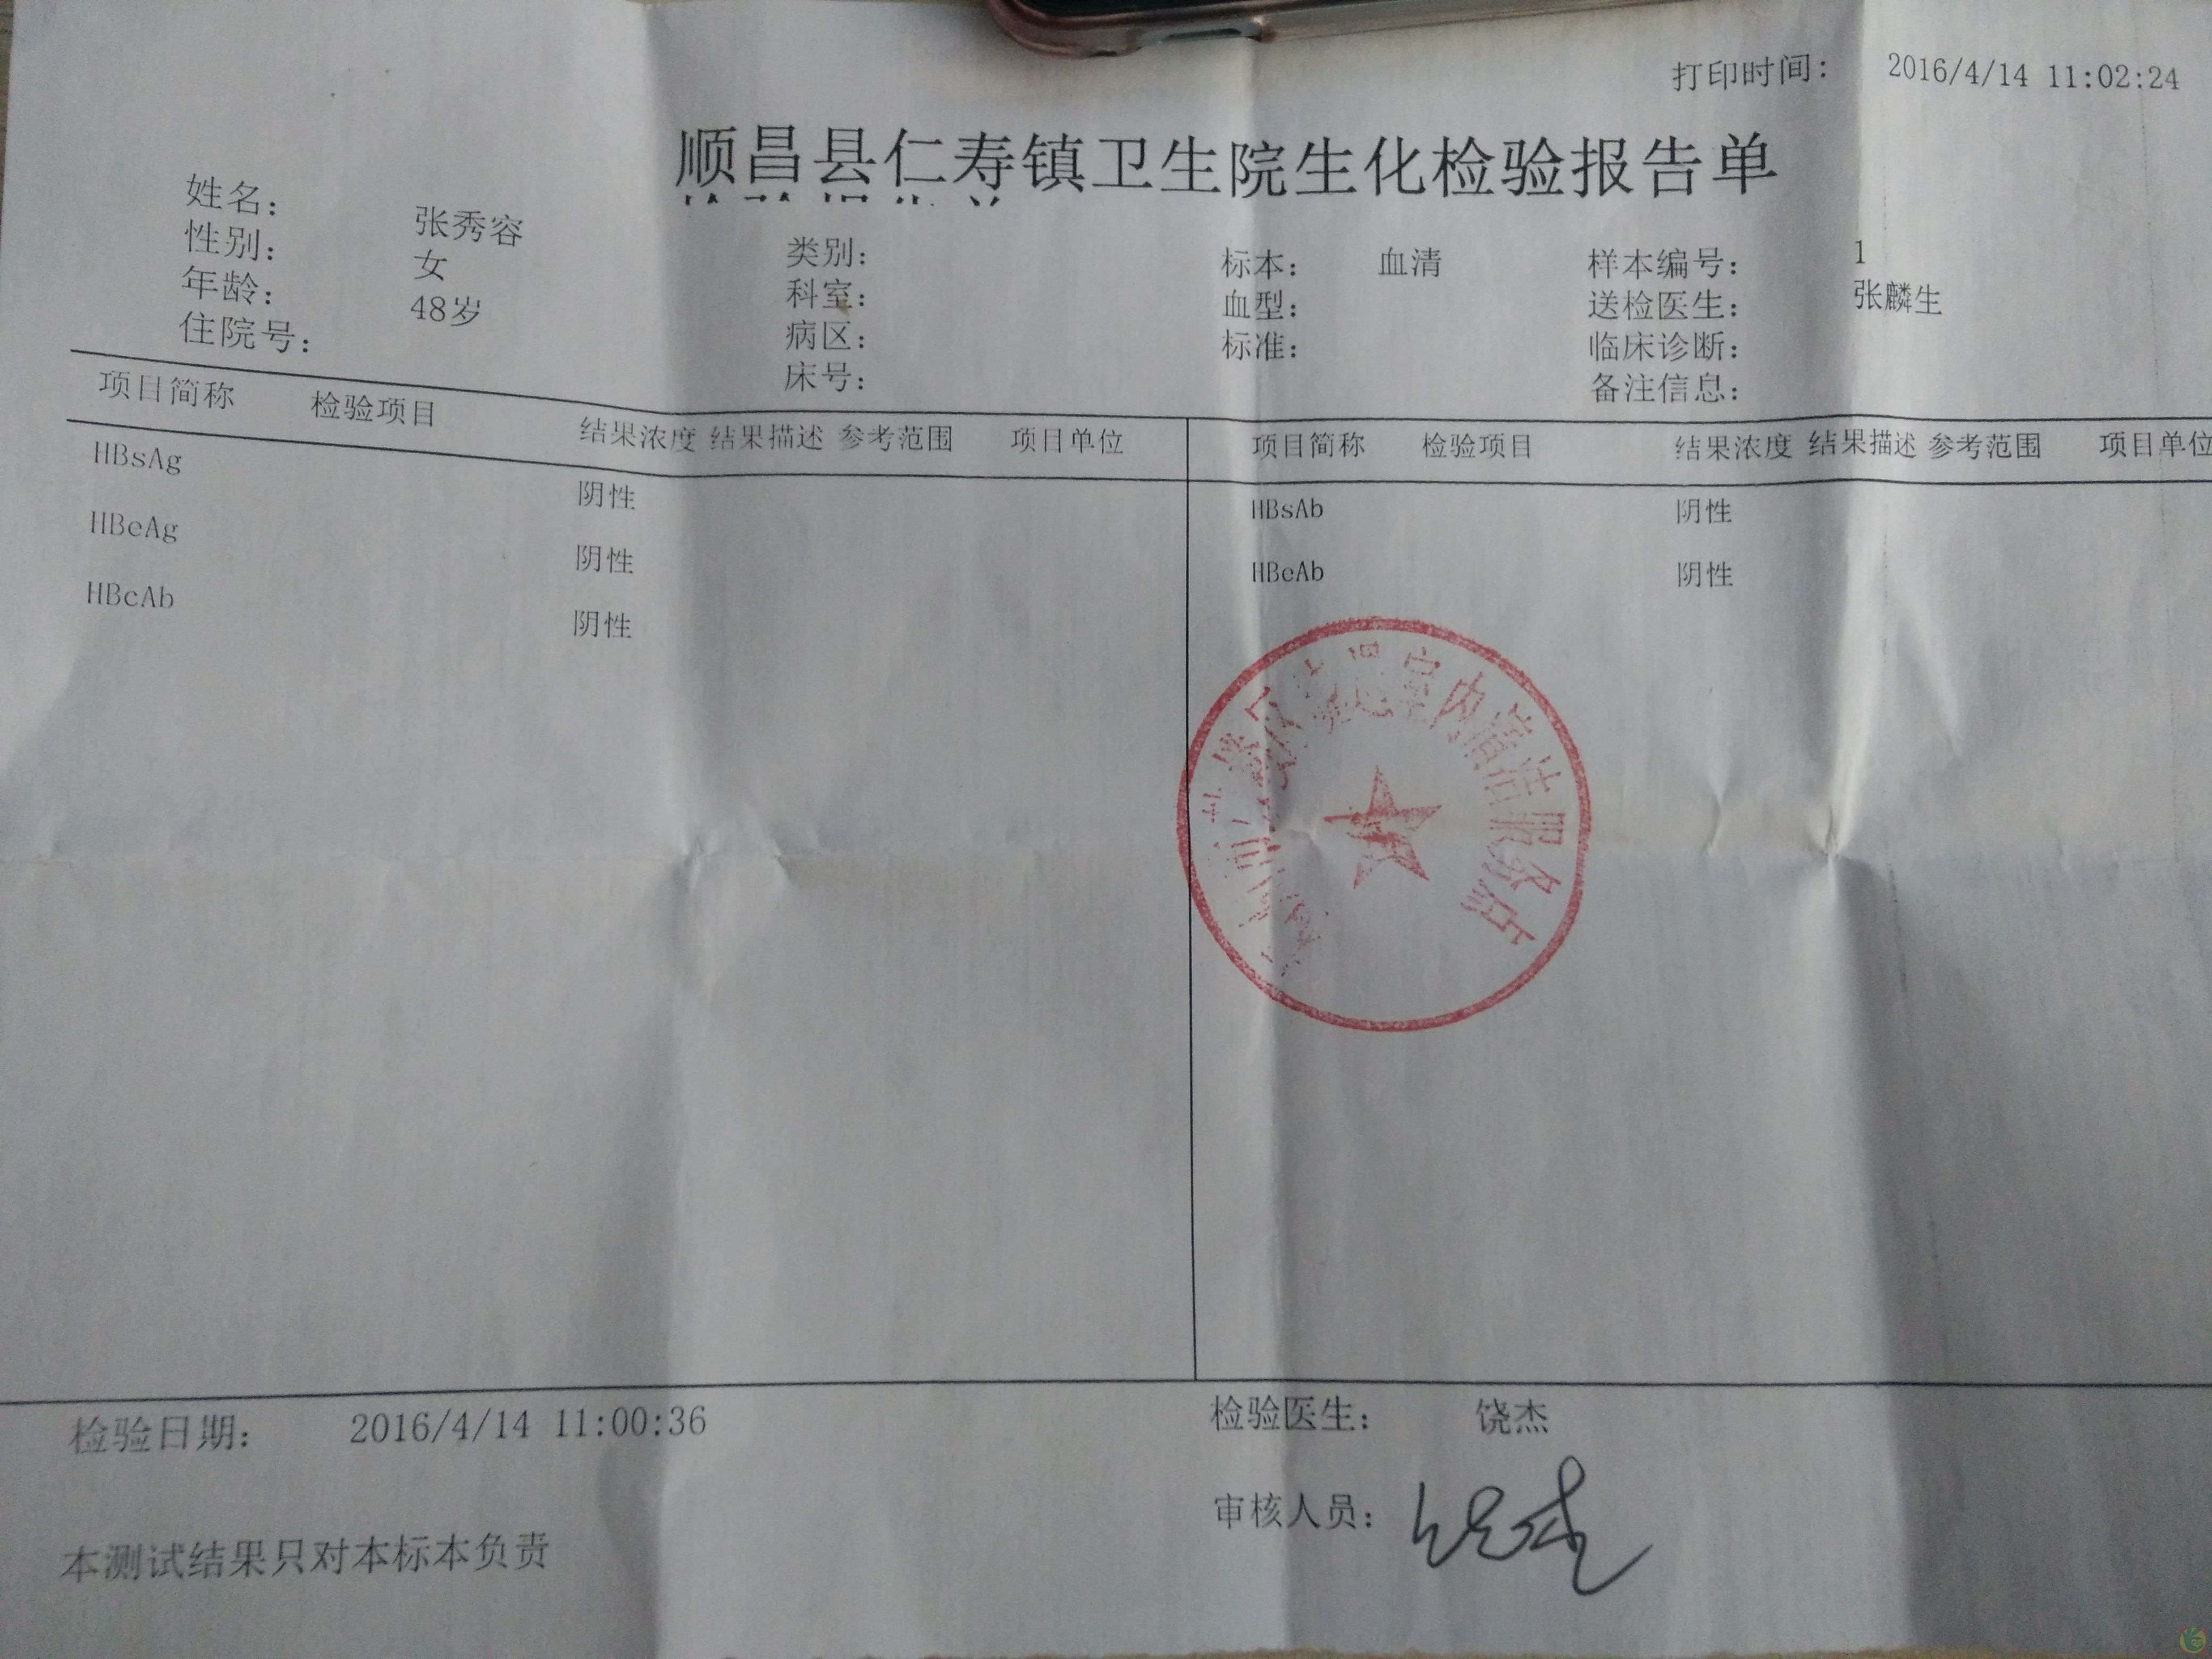 打印时间: 2016/4/14 11:02:24
顺昌县仁寿镇卫生院生化检验报告单
姓名: 张秀容 类别: 标本: 血清 样本编号: 1
性别: 女 科室: 血型: 送检医生: 张麟生
年龄: 48岁 病区: 标准: 临床诊断:
住院号: 床号: 备注信息:
项目简称 检验项目 结果浓度 结果描述 参考范围 项目单位 项目简称 检验项目 结果浓度 结果描述 参考范围 项目单位
HBsAg 阴性 HBsAb 阴性
HBeAg 阴性 HBeAb 阴性
HBcAb 阴性
室内清洁服务店
检验日期: 2016/4/14 11:00:36 检验医生: 饶杰
审核人员: 饶杰
本测试结果只对本标本负责